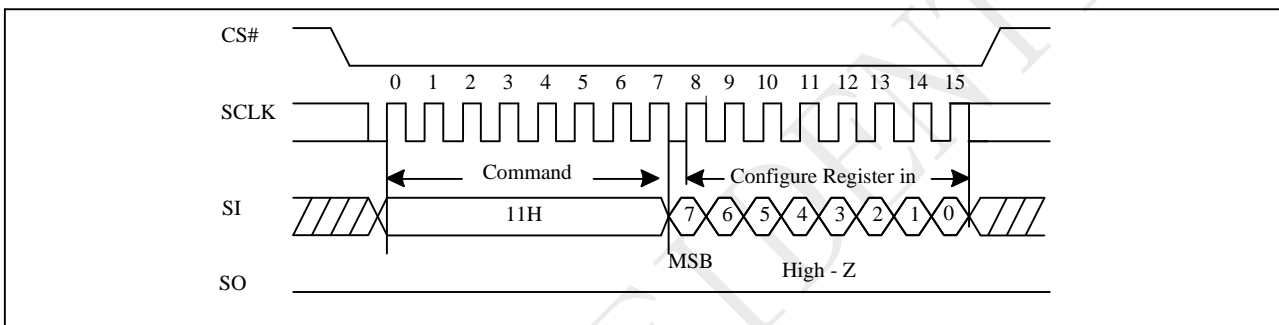 CS#
0 1 2 3 4 5 6 7 8 9 10 11 12 13 14 15
SCLK
Command Configure Register in
SI 11H 7 6 5 4 3 2 1 0
MSB High - Z
SO